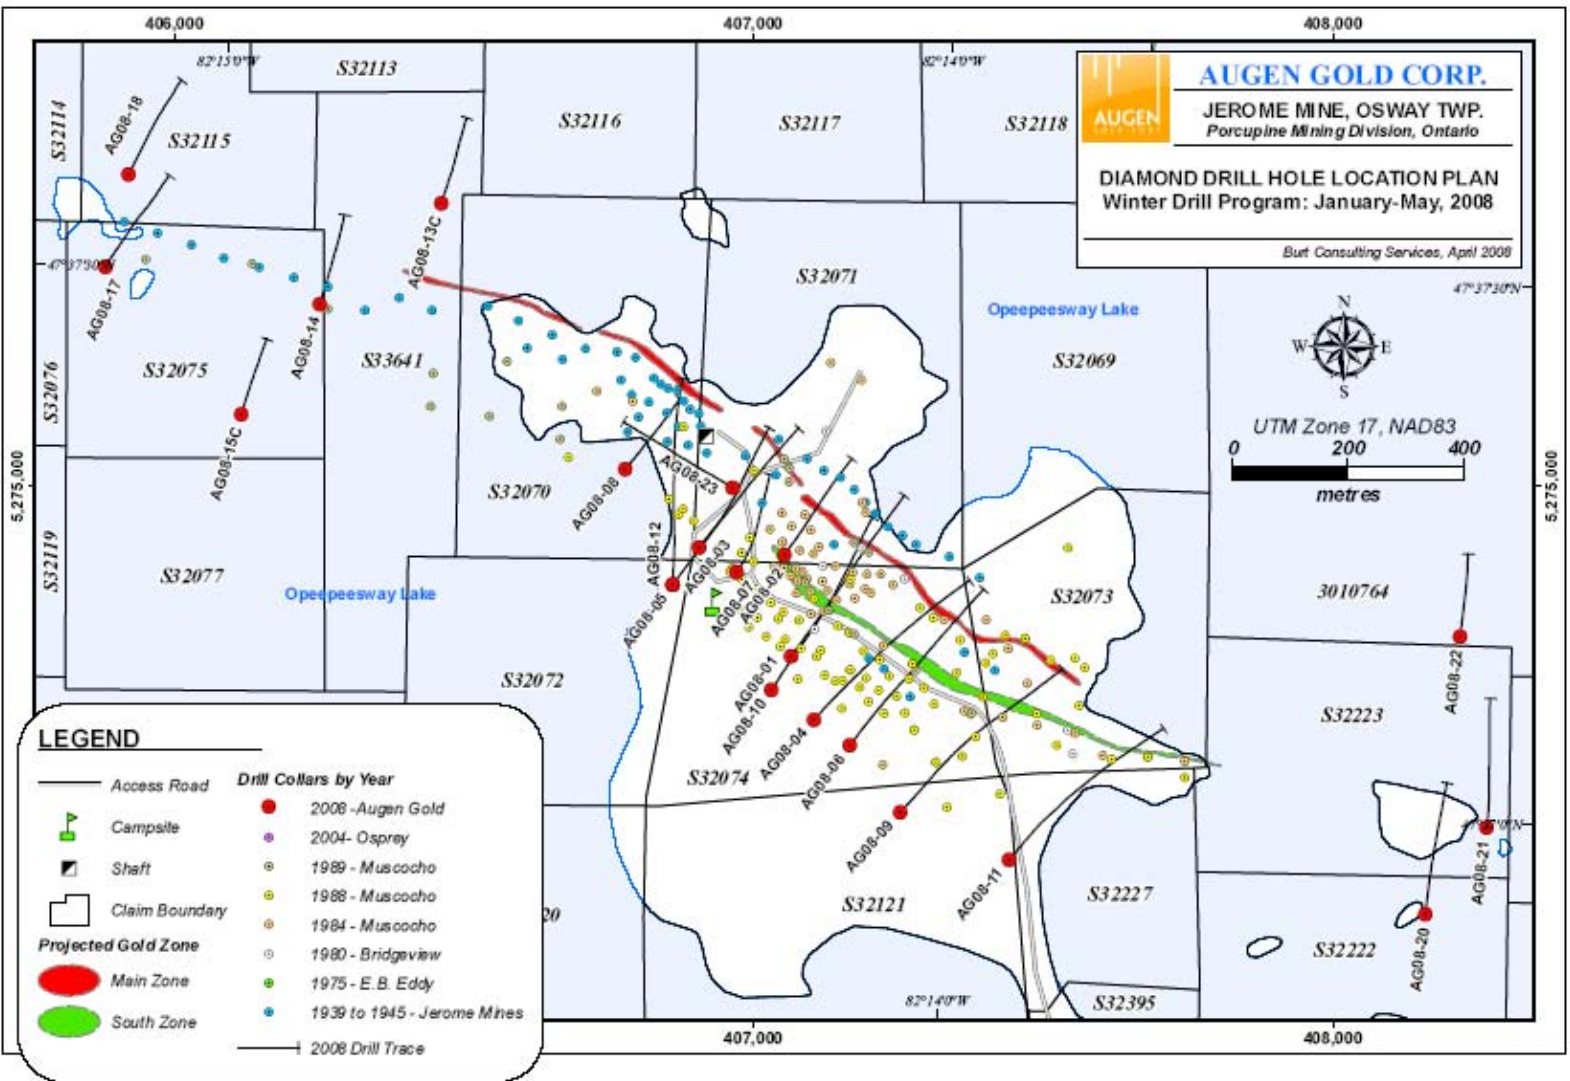 406,000
407,000
408,000
82°15'0"W
82°14'0"W
S32113
S32114
S32115
S32116
S32117
S32118
AUGEN
AUGEN GOLD CORP.
JEROME MINE, OSWAY TWP.
Porcupine Mining Division, Ontario
DIAMOND DRILL HOLE LOCATION PLAN
Winter Drill Program: January-May, 2008
Burt Consulting Services, April 2008
AG08-18
AG08-13C
47°37'30"N
AG08-17
AG08-14
S32071
Opeepeesway Lake
47°37'30"N
N
W
E
S
S32076
S32075
S33641
S32069
AG08-15C
UTM Zone 17, NAD83
0
200
400
metres
5,275,000
5,275,000
S32070
AG08-08
AG08-23
AG08-12
AG08-03
AG08-05
AG08-07
AG08-02
S32119
S32077
Opeepeesway Lake
S32073
3010764
AG08-22
S32072
AG08-01
AG08-10
AG08-04
AG08-06
S32074
S32223
AG08-09
AG08-11
AG08-21
S32121
S32227
20
AG08-20
S32222
82°14'0"W
S32395
LEGEND
Access Road
Campsite
Shaft
Claim Boundary
Projected Gold Zone
Main Zone
South Zone
Drill Collars by Year
2008 -Augen Gold
2004- Osprey
1989 - Muscocho
1988 - Muscocho
1984 - Muscocho
1980 - Bridgeview
1975 - E.B. Eddy
1939 to 1945 - Jerome Mines
2008 Drill Trace
407,000
408,000